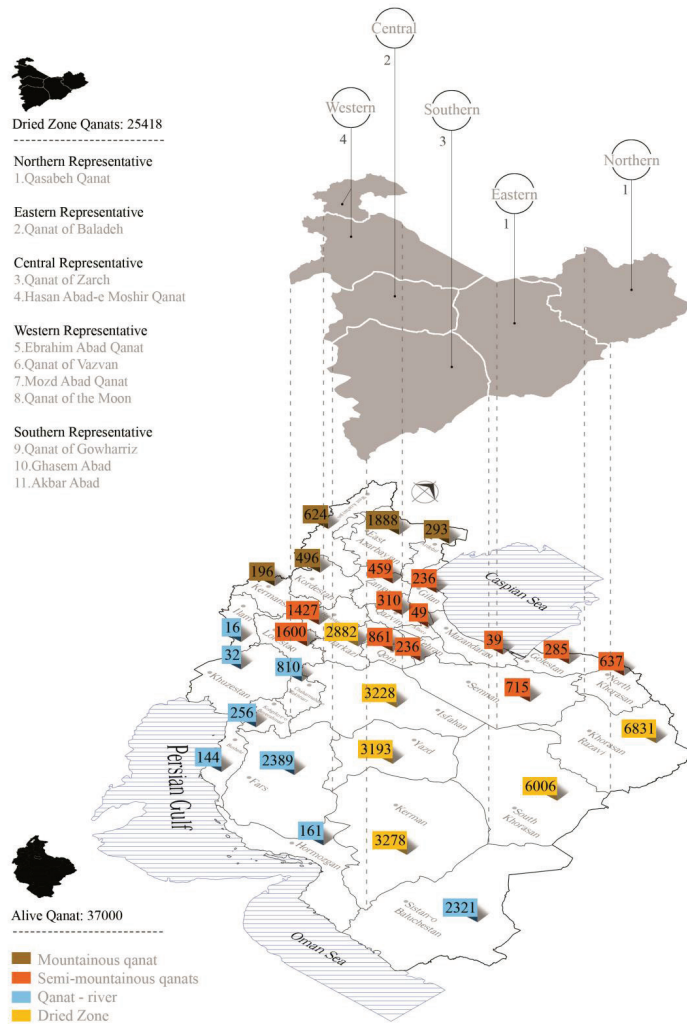 Central
2
Western
4
Southern
3
Eastern
1
Northern
1
Dried Zone Qanats: 25418
Northern Representative
1.Qasabeh Qanat
Eastern Representative
2.Qanat of Baladeh
Central Representative
3.Qanat of Zarch
4.Hasan Abad-e Moshir Qanat
Western Representative
5.Ebrahim Abad Qanat
6.Qanat of Vazvan
7.Mozd Abad Qanat
8.Qanat of the Moon
Southern Representative
9.Qanat of Gowharriz
10.Ghasem Abad
11.Akbar Abad
624
1888
293
East
Azarbayjan
496
459
236
Caspian Sea
196
Kordestan
Gilan
310
49
1427
16
1600
2882
861
236
39
285
637
Mazandaran
Golestan
Qom
North
Khorasan
32
810
Khuzestan
3228
715
Semnan
Isfahan
256
6831
Khorasan
Razavi
Persian Gulf
144
2389
3193
Yazd
Fars
6006
South
Khorasan
161
Kerman
3278
Hormorgan
2321
Sistan-o
Baluchestan
Oman Sea
Alive Qanat: 37000
Mountainous qanat
Semi-mountainous qanats
Qanat - river
Dried Zone